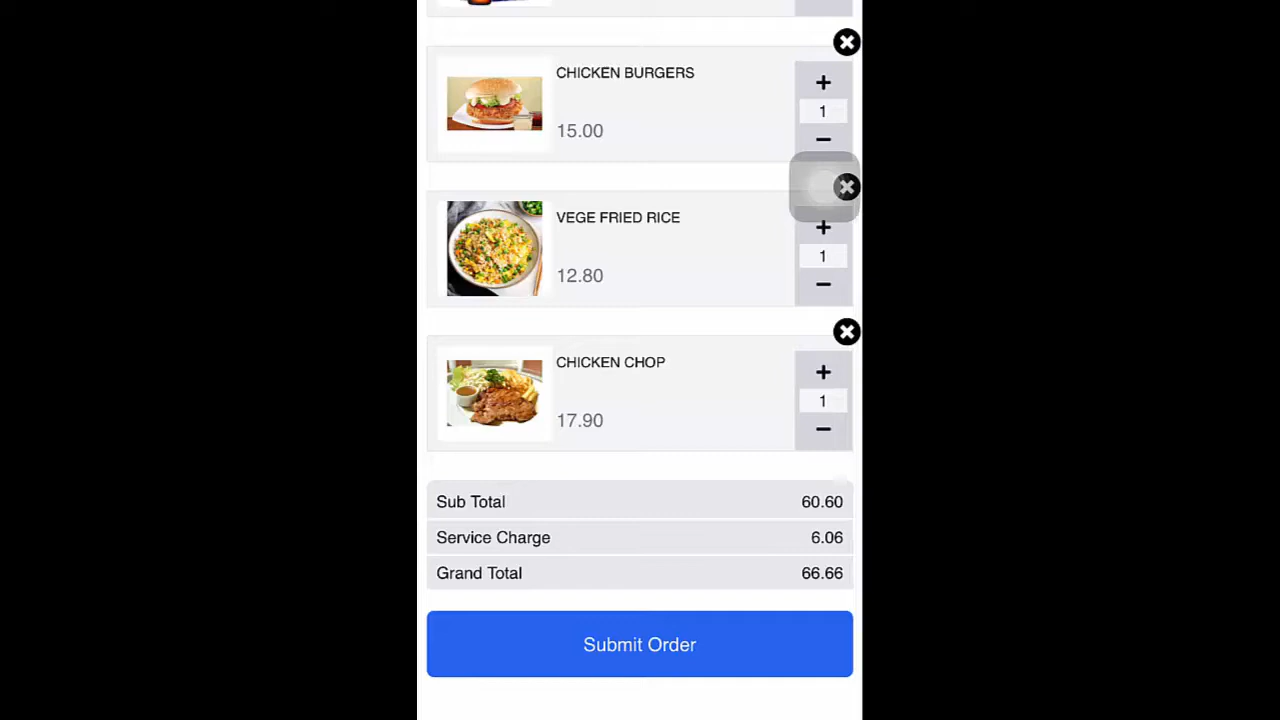 CHICKEN BURGERS
1
15.00
VEGE FRIED RICE
1
12.80
CHICKEN CHOP
1
17.90
Sub Total 60.60
Service Charge 6.06
Grand Total 66.66
Submit Order